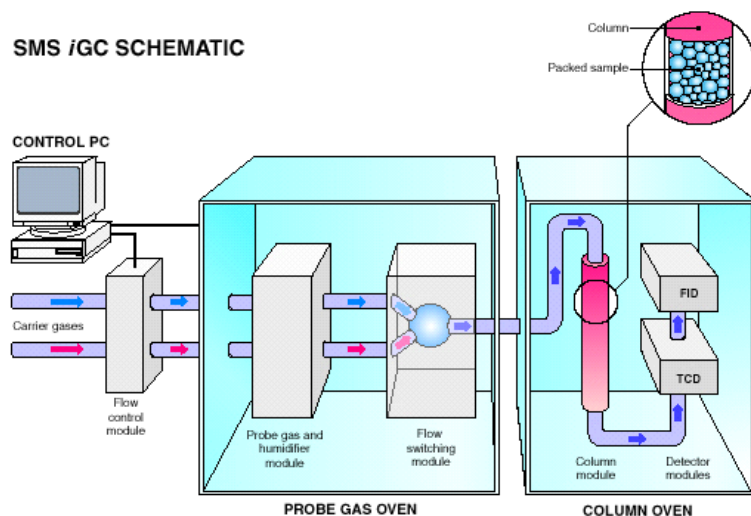 SMS iGC SCHEMATIC
Column
Packed sample
CONTROL PC
Carrier gases
Flow
control
module
Probe gas and
humidifier
module
Flow
switching
module
FID
TCD
Column
module
Detector
modules
PROBE GAS OVEN
COLUMN OVEN